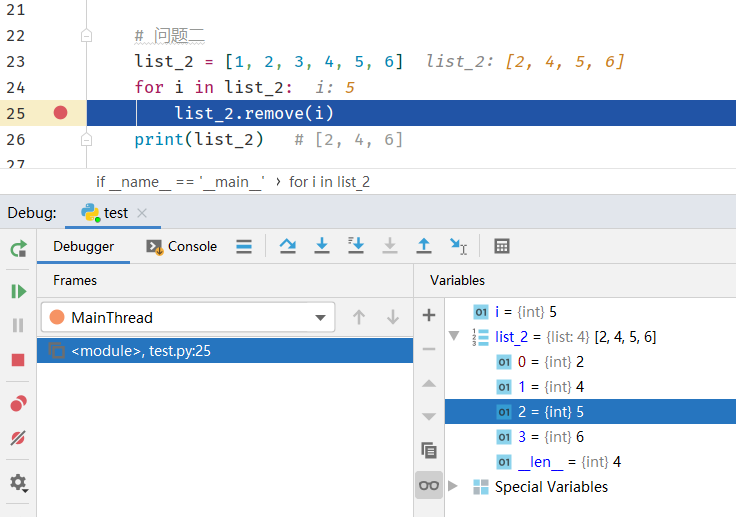 21
22 # 问题二
23 list_2 = [1, 2, 3, 4, 5, 6] list_2: [2, 4, 5, 6]
24 for i in list_2: i: 5
25 list_2.remove(i)
26 print(list_2) # [2, 4, 6]
27
if __name__ == '__main__' › for i in list_2
Debug: test ×
Debugger Console
Frames
Variables
MainThread
<module>, test.py:25
01 i = {int} 5
list_2 = {list: 4} [2, 4, 5, 6]
01 0 = {int} 2
01 1 = {int} 4
01 2 = {int} 5
01 3 = {int} 6
01 __len__ = {int} 4
Special Variables